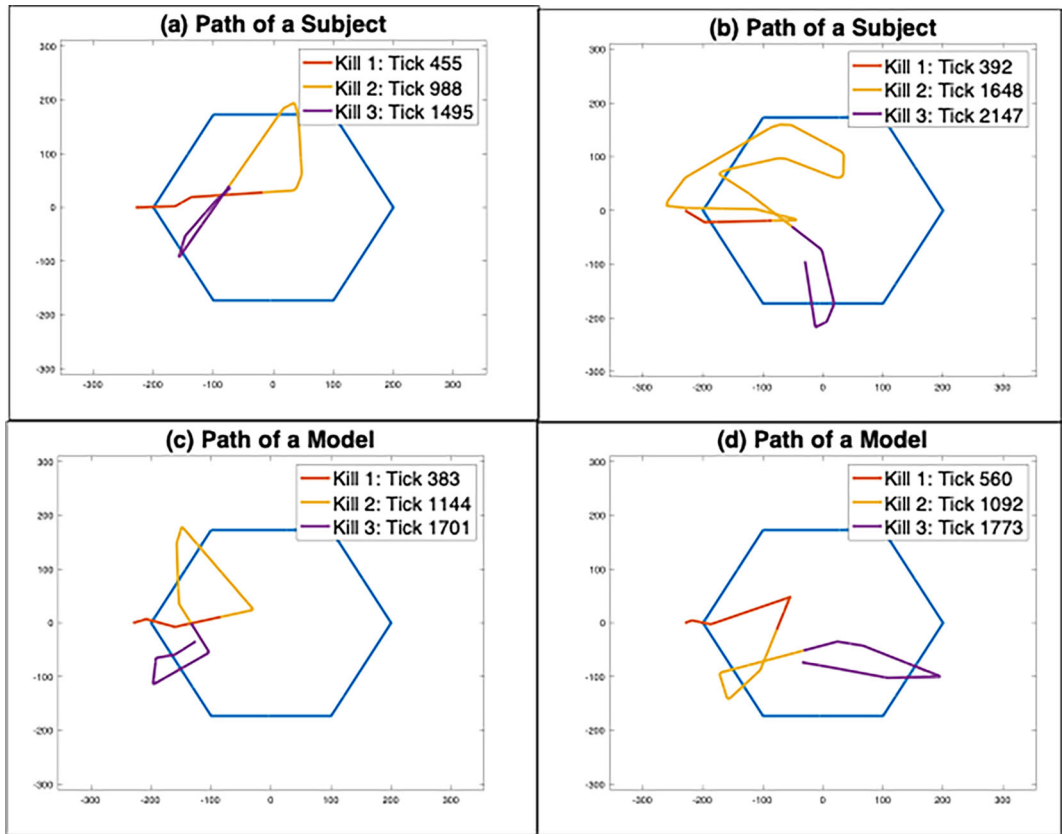 (a) Path of a Subject
Kill 1: Tick 455
Kill 2: Tick 988
Kill 3: Tick 1495
300
200
100
0
-100
-200
-300
-300 -200 -100 0 100 200 300
(b) Path of a Subject
Kill 1: Tick 392
Kill 2: Tick 1648
Kill 3: Tick 2147
300
200
100
0
-100
-200
-300
-300 -200 -100 0 100 200 300
(c) Path of a Model
Kill 1: Tick 383
Kill 2: Tick 1144
Kill 3: Tick 1701
300
200
100
0
-100
-200
-300
-300 -200 -100 0 100 200 300
(d) Path of a Model
Kill 1: Tick 560
Kill 2: Tick 1092
Kill 3: Tick 1773
300
200
100
0
-100
-200
-300
-300 -200 -100 0 100 200 300